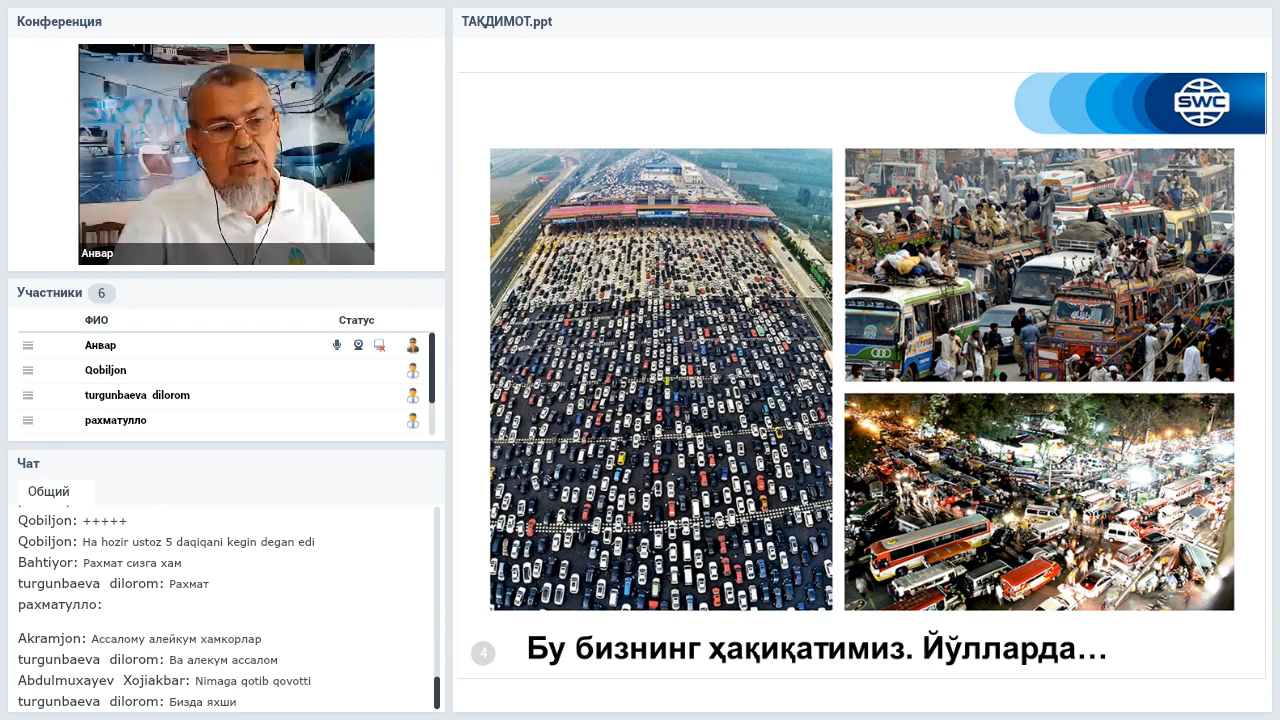 Конференция
Анвар
Участники 6
ФИО Статус
Анвар
Qobiljon
turgunbaeva dilorom
рахматулло
Чат
Общий
Qobiljon: +++++
Qobiljon: Ha hozir ustoz 5 daqiqani kegin degan edi
Bahtiyor: Рахмат сизга хам
turgunbaeva dilorom: Рахмат
рахматулло:
Akramjon: Ассалому алейкум хамкорлар
turgunbaeva dilorom: Ва алекум ассалом
Abdulmuxayev Xojiakbar: Nimaga qotib qovotti
turgunbaeva dilorom: Бизда яхши
ТАҚДИМОТ.ppt
SWC
4 Бу бизнинг ҳақиқатимиз. Йўлларда...